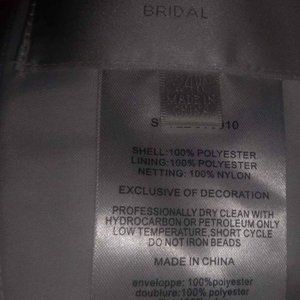 BRIDAL
MADE IN
SHELL:100% POLYESTER
LINING:100% POLYESTER
NETTING:100% NYLON
EXCLUSIVE OF DECORATION
PROFESSIONALLY DRY CLEAN WITH
HYDROCARBON OR PETROLEUM ONLY
LOW TEMPERATURE,SHORT CYCLE
DO NOT IRON BEADS
MADE IN CHINA
enveloppe: 100%polyester
doublure:100% polyester